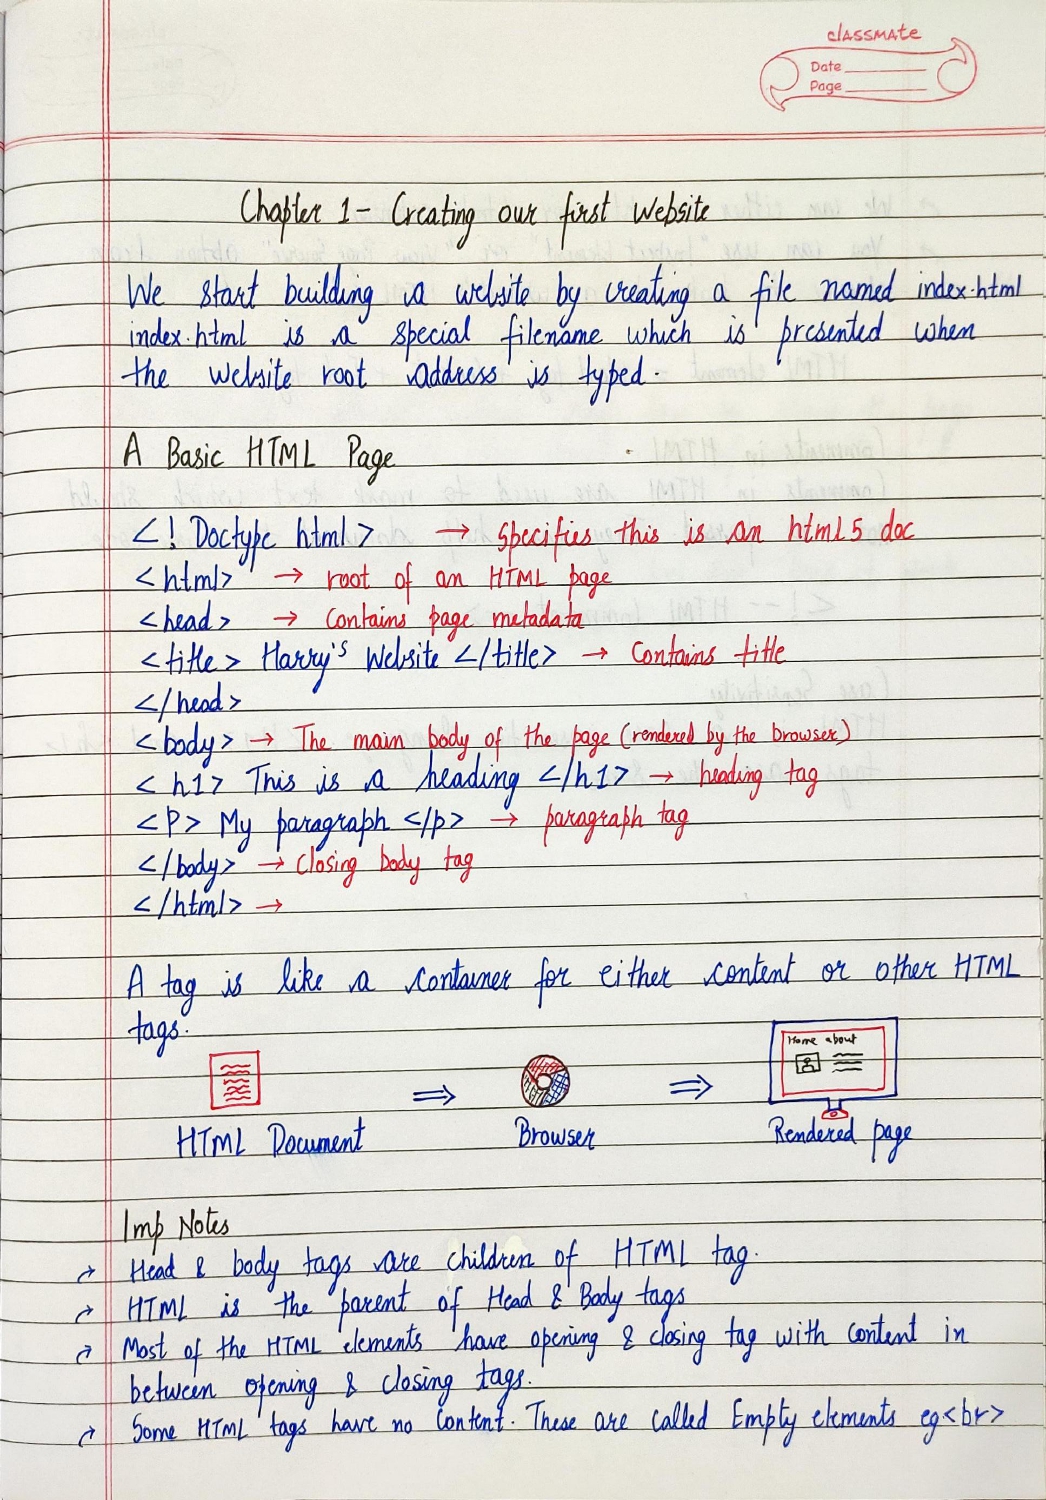 classmate
Date
Page
Chapter 1 - Creating our first Website
We start building a website by creating a file named index.html
index.html is a special filename which is presented when
the website root address is typed.
A Basic HTML Page
<! Doctype html> → Specifies this is an html5 doc
<html> → root of an HTML page
<head> → Contains page metadata
<title> Harry's Website </title> → Contains title
</head>
<body> → The main body of the page (rendered by the browser)
<h1> This is a heading </h1> → heading tag
<P> My paragraph </p> → paragraph tag
</body> → Closing body tag
</html> →
A tag is like a container for either content or other HTML
tags.
Home about
HTML Document ⇒ Browser ⇒ Rendered page
Imp Notes
→ Head & body tags are children of HTML tag.
→ HTML is the parent of Head & Body tags
→ Most of the HTML elements have opening & closing tag with content in
between opening & closing tags.
→ Some HTML tags have no content. These are called Empty elements eg <br>